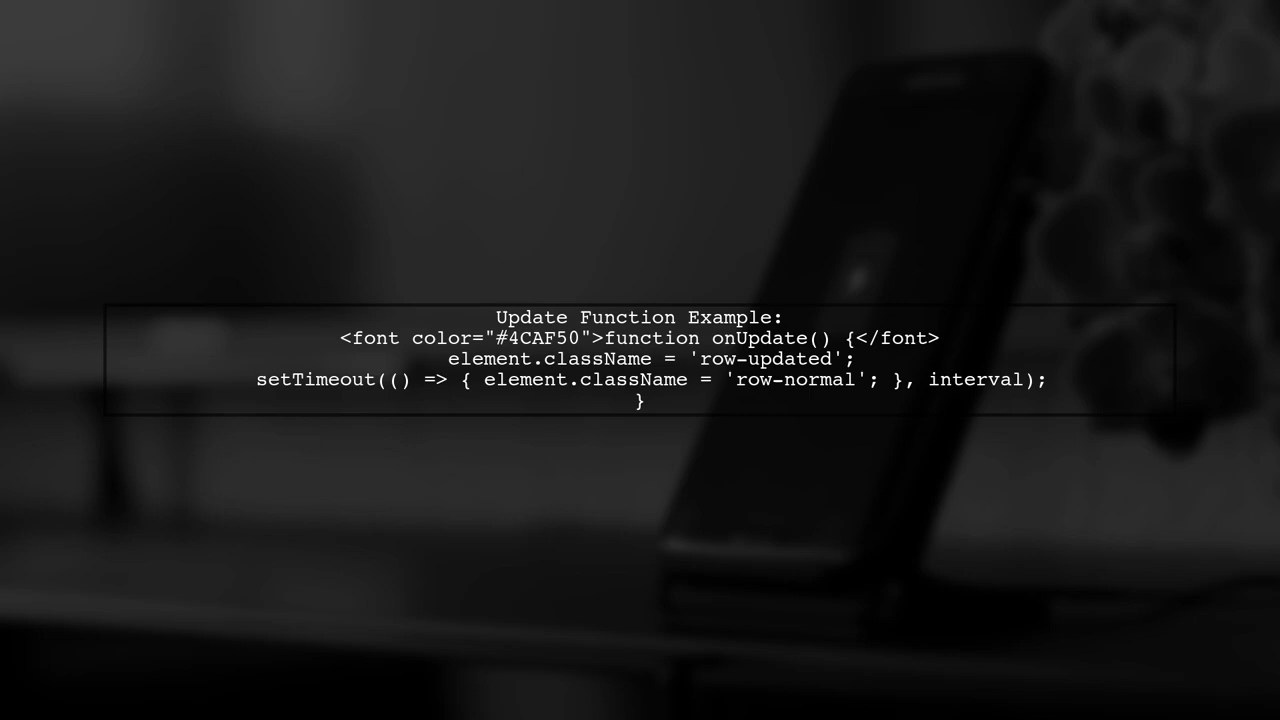 Update Function Example:
<font color="#4CAF50">function onUpdate() {</font>
element.className = 'row-updated';
setTimeout(() => { element.className = 'row-normal'; }, interval);
}